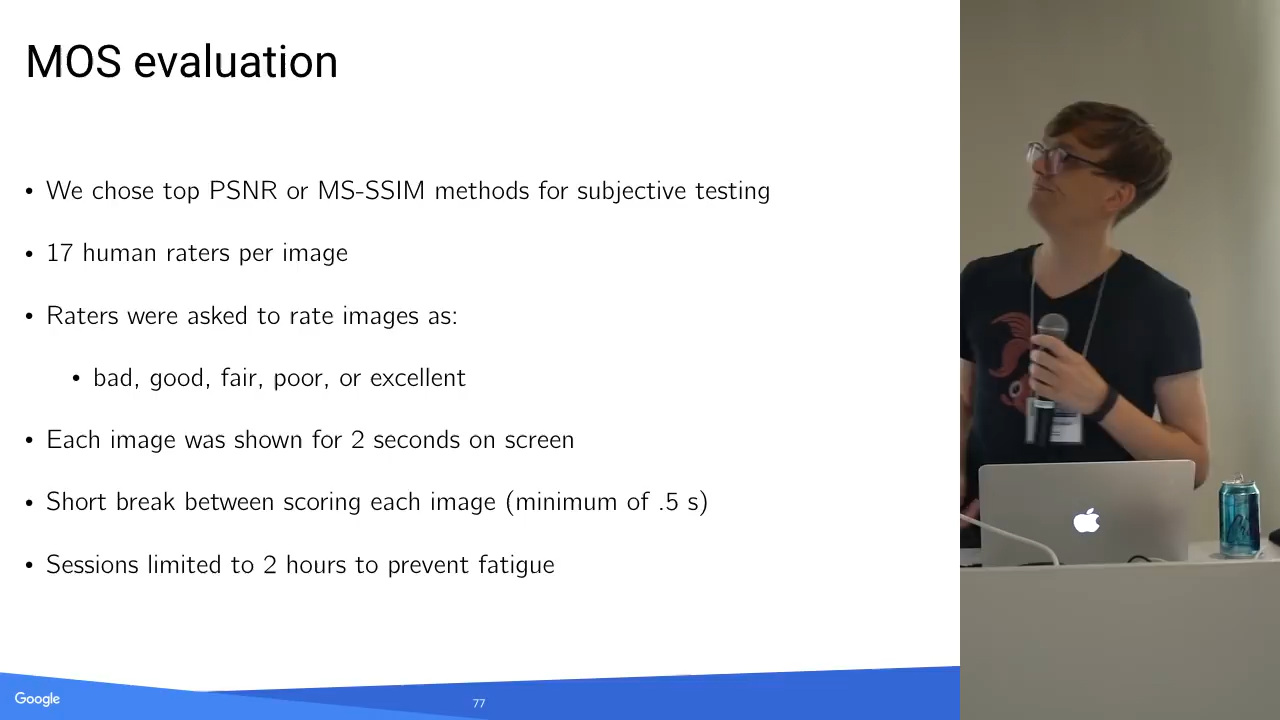 MOS evaluation
• We chose top PSNR or MS-SSIM methods for subjective testing
• 17 human raters per image
• Raters were asked to rate images as:
• bad, good, fair, poor, or excellent
• Each image was shown for 2 seconds on screen
• Short break between scoring each image (minimum of .5 s)
• Sessions limited to 2 hours to prevent fatigue
Google
77